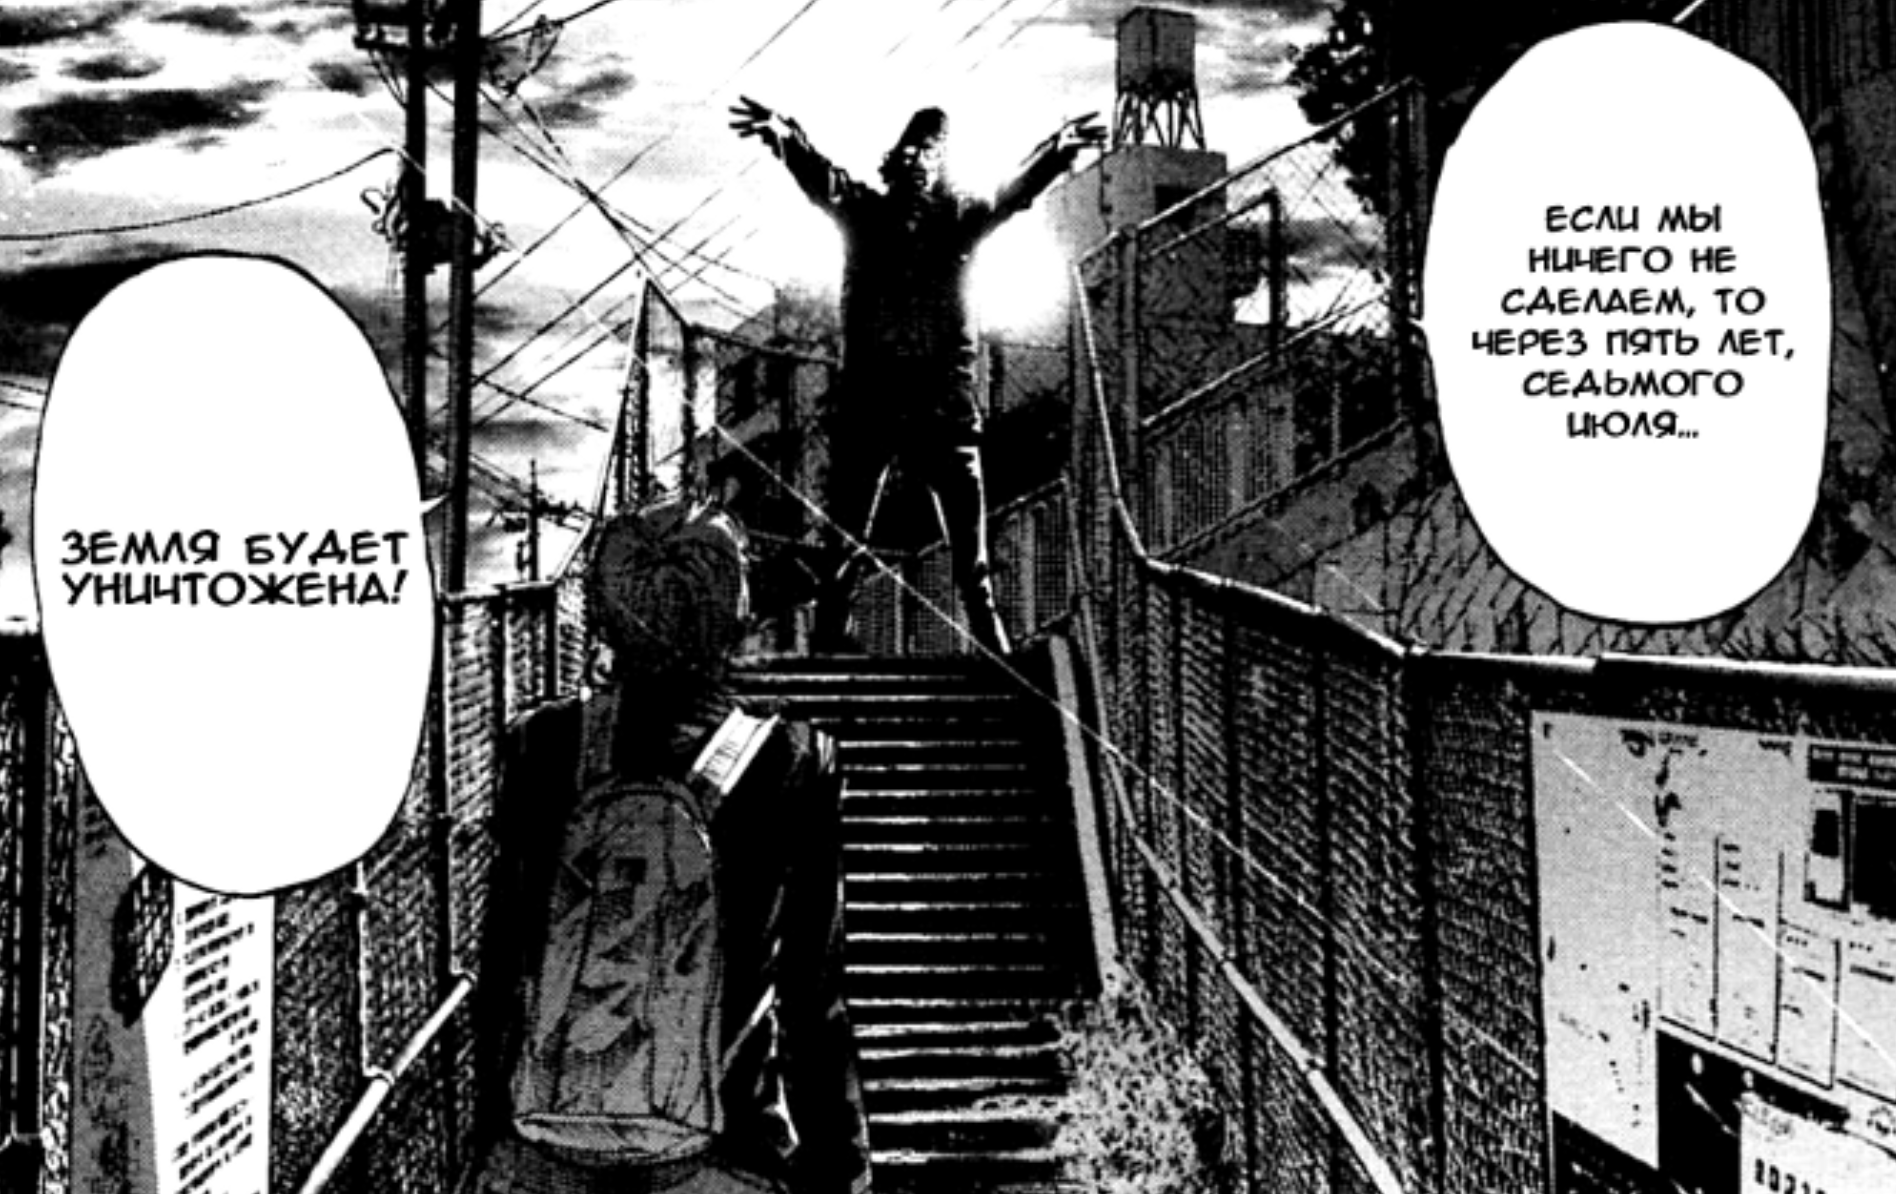 ЕСЛИ МЫ
НИЧЕГО НЕ
СДЕЛАЕМ, ТО
ЧЕРЕЗ ПЯТЬ ЛЕТ,
СЕДЬМОГО
ИЮЛЯ...
ЗЕМЛЯ БУДЕТ
УНИЧТОЖЕНА!